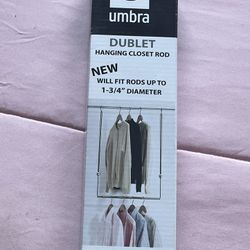 umbra
DUBLET
HANGING CLOSET ROD
NEW
WILL FIT RODS UP TO
1-3/4" DIAMETER